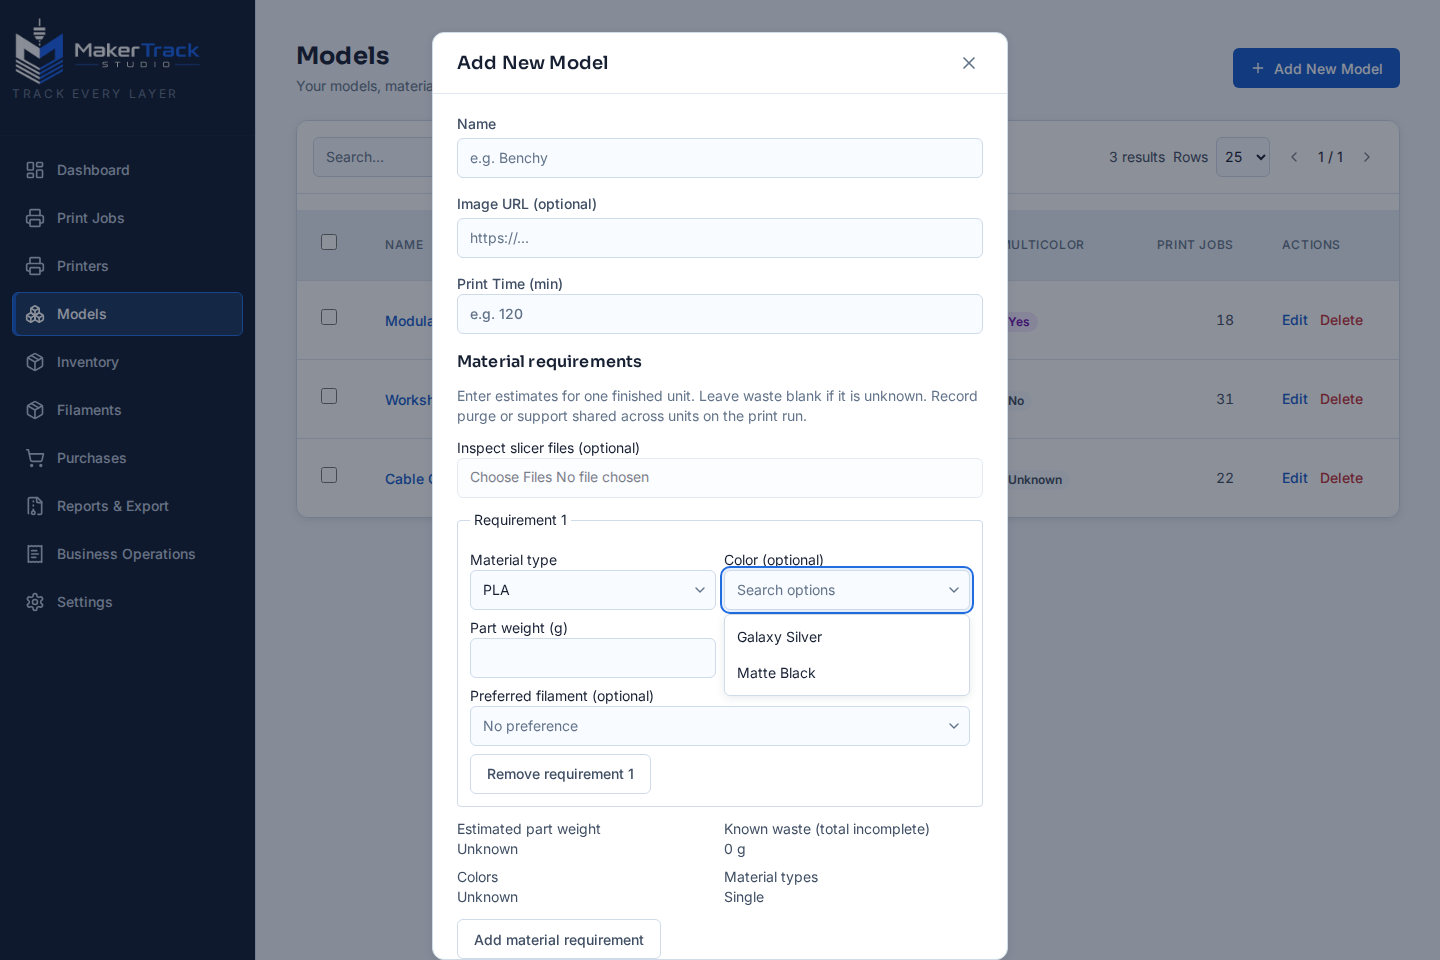 MakerTrack
STUDIO
TRACK EVERY LAYER
Dashboard
Print Jobs
Printers
Models
Inventory
Filaments
Purchases
Reports & Export
Business Operations
Settings
Models
Your models, materia
Add New Model
Search...
3 results Rows 25 1 / 1
NAME MULTICOLOR PRINT JOBS ACTIONS
Modula Yes 18 Edit Delete
Worksh No 31 Edit Delete
Cable Unknown 22 Edit Delete
Add New Model
Name
e.g. Benchy
Image URL (optional)
https://...
Print Time (min)
e.g. 120
Material requirements
Enter estimates for one finished unit. Leave waste blank if it is unknown. Record
purge or support shared across units on the print run.
Inspect slicer files (optional)
Choose Files No file chosen
Requirement 1
Material type Color (optional)
PLA Search options
Galaxy Silver
Matte Black
Part weight (g)
Preferred filament (optional)
No preference
Remove requirement 1
Estimated part weight Known waste (total incomplete)
Unknown 0 g
Colors Material types
Unknown Single
Add material requirement